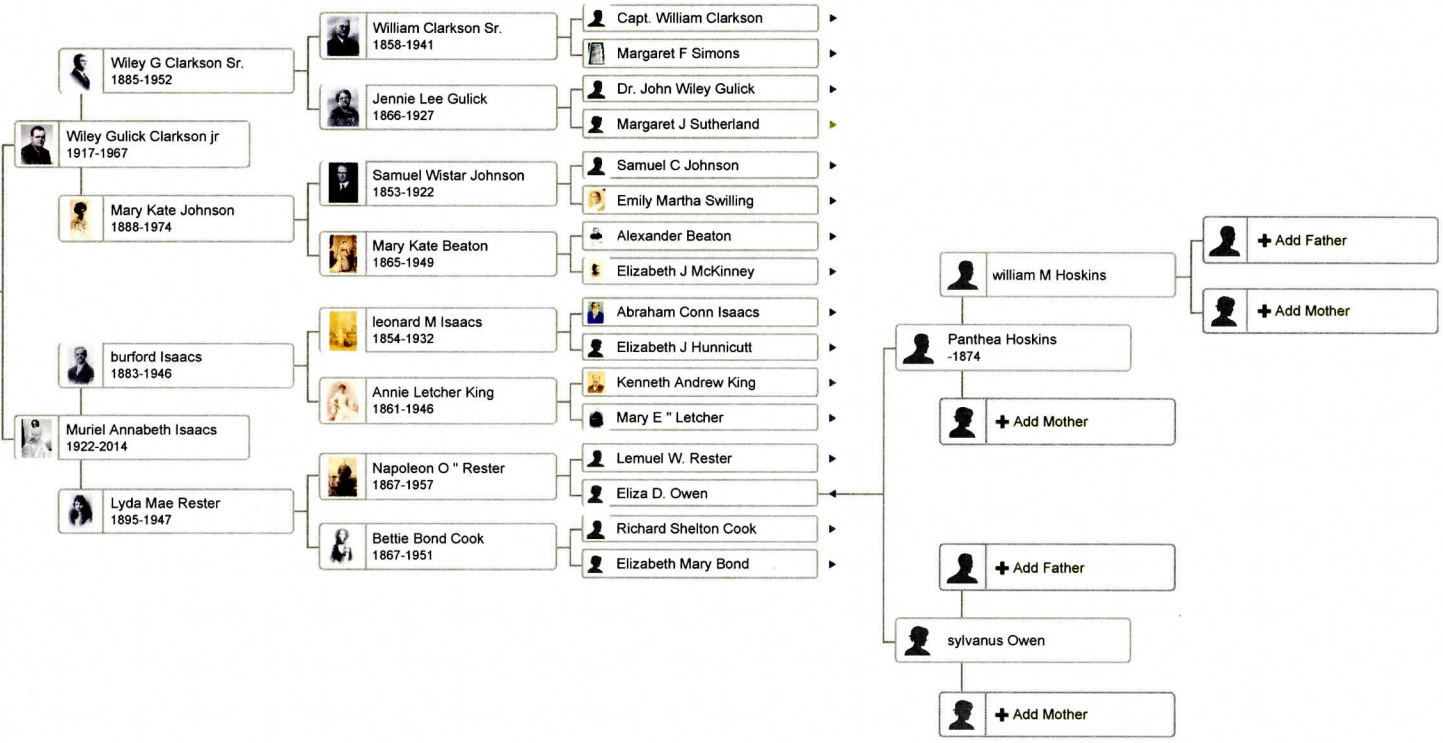 Wiley G Clarkson Sr.
1885-1952
Wiley Gulick Clarkson jr
1917-1967
Mary Kate Johnson
1888-1974
burford Isaacs
1883-1946
Muriel Annabeth Isaacs
1922-2014
Lyda Mae Rester
1895-1947
William Clarkson Sr.
1858-1941
Jennie Lee Gulick
1866-1927
Samuel Wistar Johnson
1853-1922
Mary Kate Beaton
1865-1949
leonard M Isaacs
1854-1932
Annie Letcher King
1861-1946
Napoleon O " Rester
1867-1957
Bettie Bond Cook
1867-1951
Capt. William Clarkson
Margaret F Simons
Dr. John Wiley Gulick
Margaret J Sutherland
Samuel C Johnson
Emily Martha Swilling
Alexander Beaton
Elizabeth J McKinney
Abraham Conn Isaacs
Elizabeth J Hunnicutt
Kenneth Andrew King
Mary E " Letcher
Lemuel W. Rester
Eliza D. Owen
Richard Shelton Cook
Elizabeth Mary Bond
william M Hoskins
Panthea Hoskins
-1874
+ Add Mother
+ Add Father
sylvanus Owen
+ Add Mother
+ Add Father
+ Add Mother